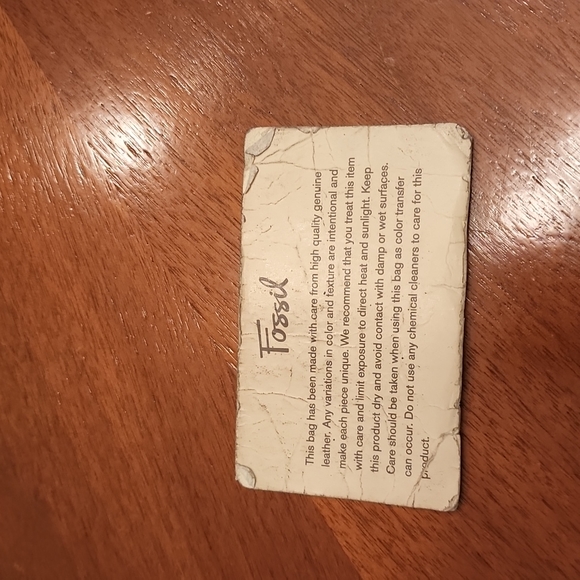 Fossil
This bag has been made with care from high quality genuine
leather. Any variations in color and texture are intentional and
make each piece unique. We recommend that you treat this item
with care and limit exposure to direct heat and sunlight. Keep
this product dry and avoid contact with damp or wet surfaces.
Care should be taken when using this bag as color transfer
can occur. Do not use any chemical cleaners to care for this
product.